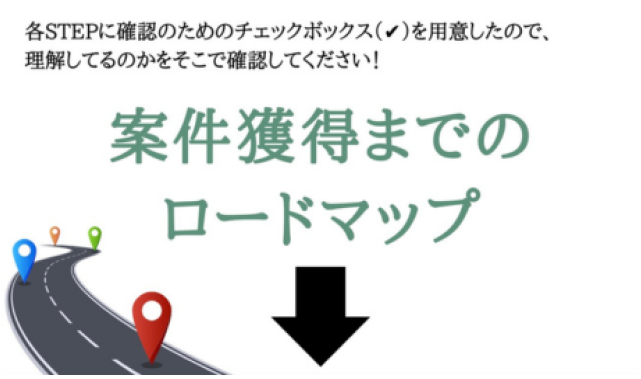 各STEPに確認のためのチェックボックス(✔)を用意したので、
理解してるのかをそこで確認してください!
案件獲得までの
ロードマップ